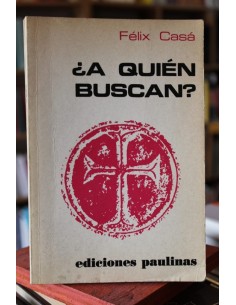 Félix Casá
¿A QUIÉN
BUSCAN?
ediciones paulinas